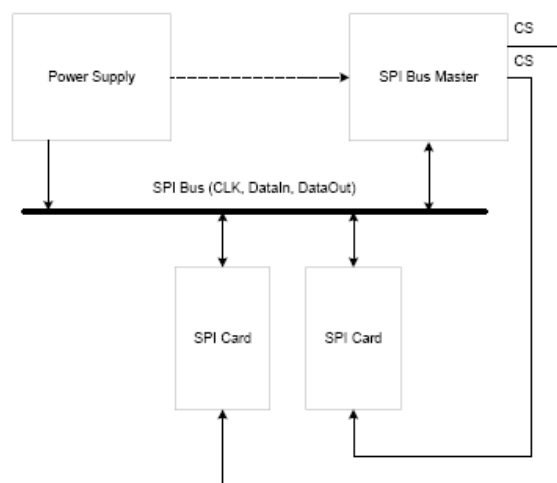 CS
CS
Power Supply
SPI Bus Master
SPI Bus (CLK, DataIn, DataOut)
SPI Card
SPI Card